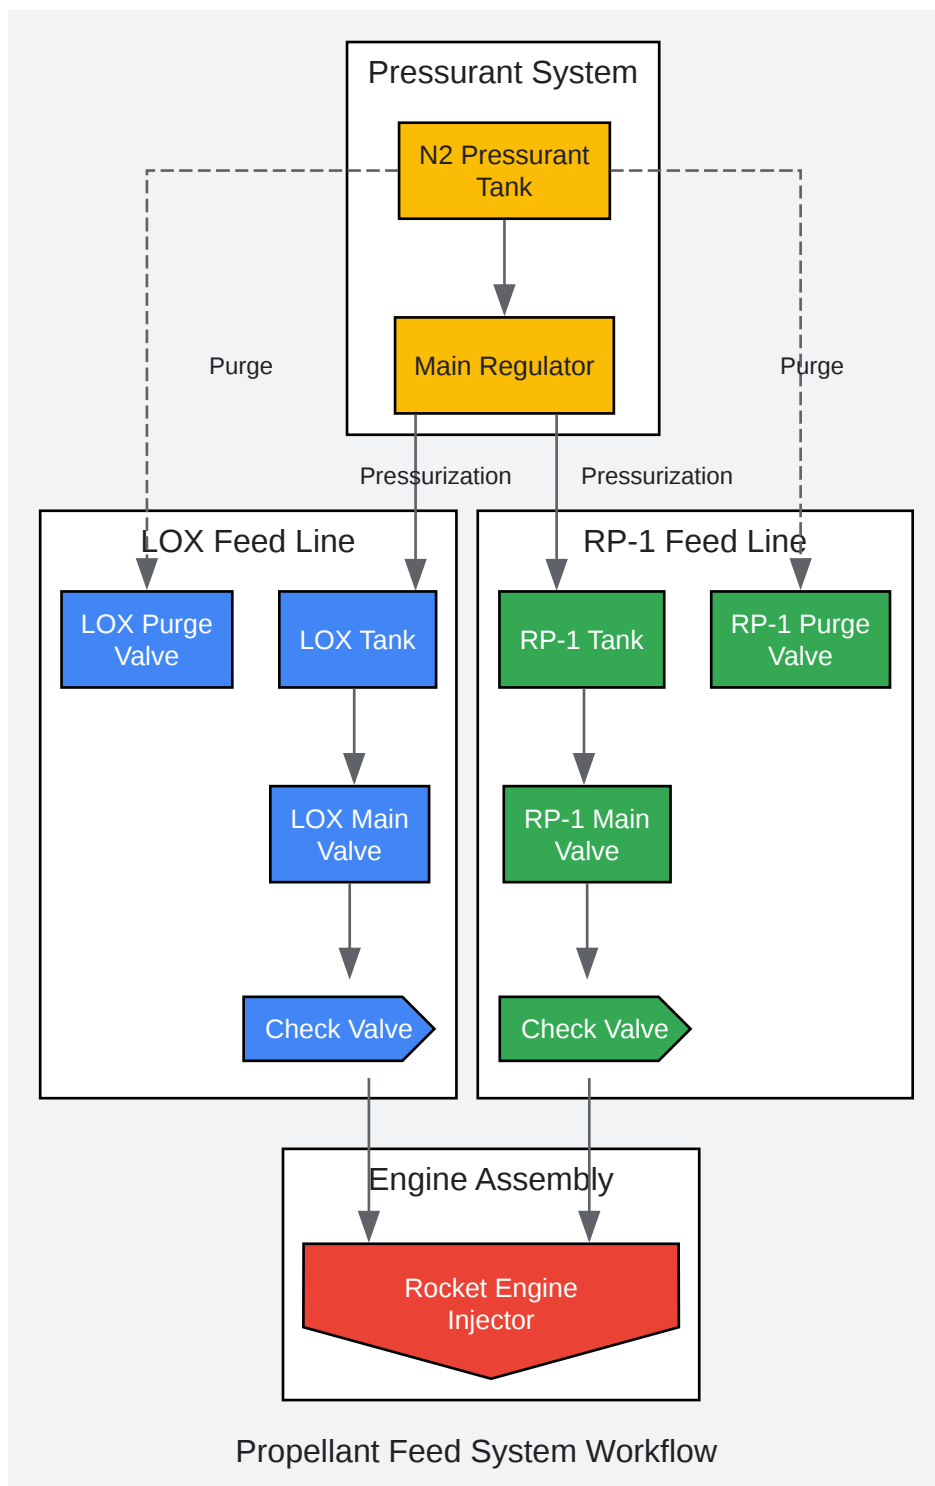 Pressurant System
N2 Pressurant
Tank
Main Regulator
Purge
Purge
Pressurization
Pressurization
LOX Feed Line
RP-1 Feed Line
LOX Purge
Valve
LOX Tank
RP-1 Tank
RP-1 Purge
Valve
LOX Main
Valve
RP-1 Main
Valve
Check Valve
Check Valve
Engine Assembly
Rocket Engine
Injector
Propellant Feed System Workflow